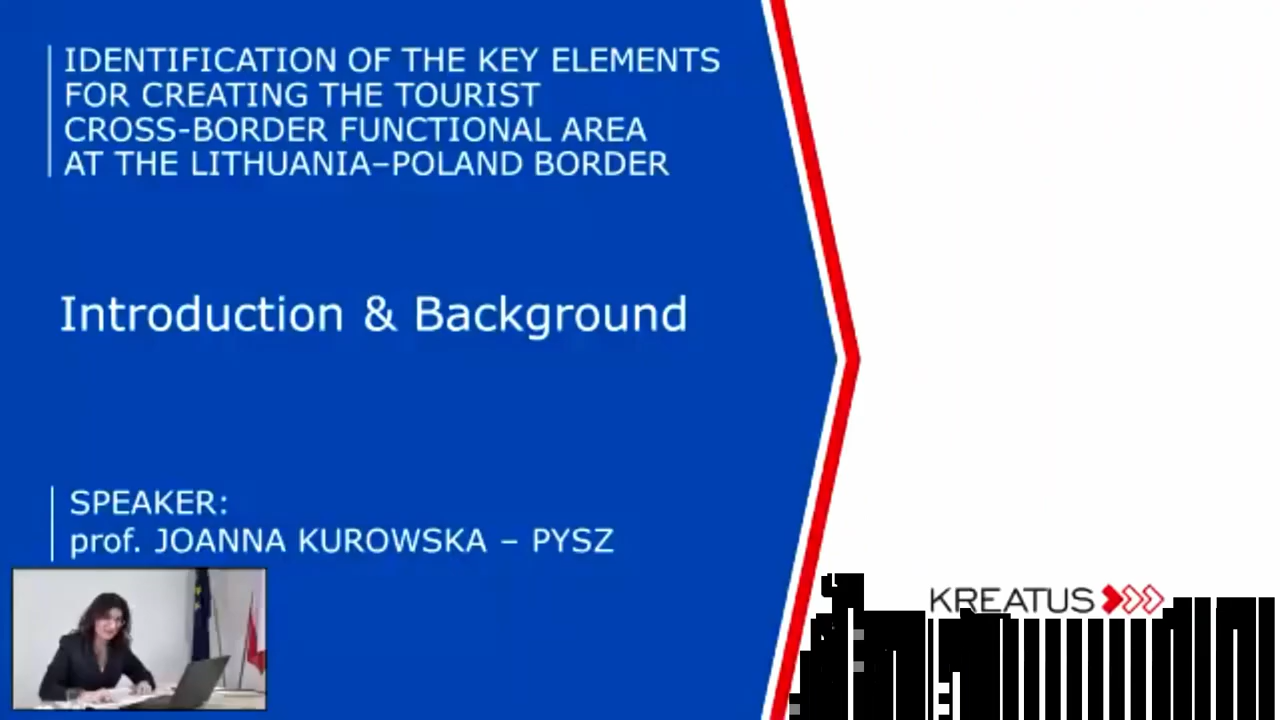 IDENTIFICATION OF THE KEY ELEMENTS
FOR CREATING THE TOURIST
CROSS-BORDER FUNCTIONAL AREA
AT THE LITHUANIA–POLAND BORDER
Introduction & Background
SPEAKER:
prof. JOANNA KUROWSKA – PYSZ
KREATUS